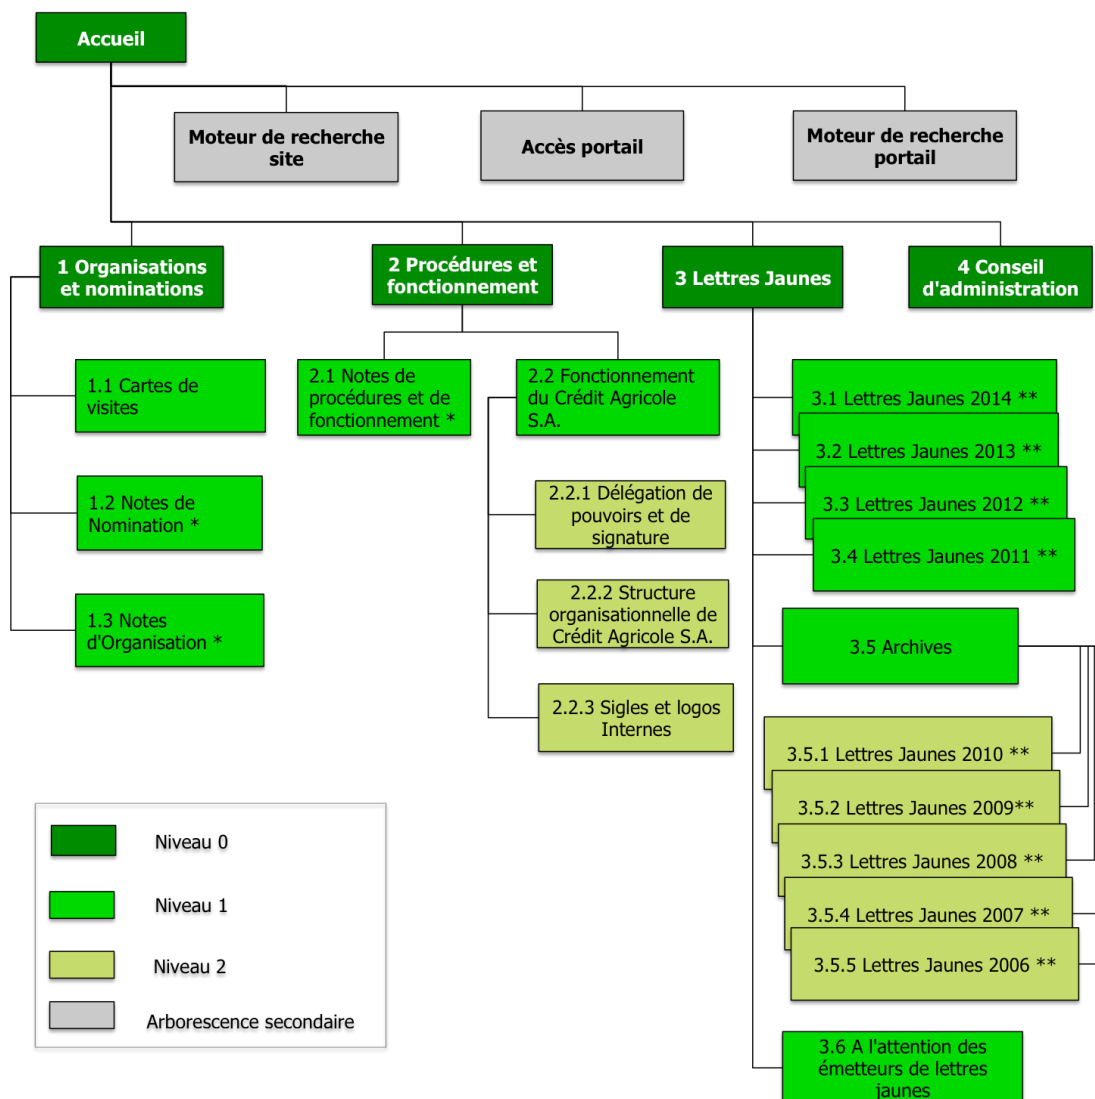 Accueil
Moteur de recherche
site
Accès portail
Moteur de recherche
portail
1 Organisations
et nominations
2 Procédures et
fonctionnement
3 Lettres Jaunes
4 Conseil
d'administration
1.1 Cartes de
visites
1.2 Notes de
Nomination *
1.3 Notes
d'Organisation *
2.1 Notes de
procédures et de
fonctionnement *
2.2 Fonctionnement
du Crédit Agricole
S.A.
2.2.1 Délégation de
pouvoirs et de
signature
2.2.2 Structure
organisationnelle de
Crédit Agricole S.A.
2.2.3 Sigles et logos
Internes
3.1 Lettres Jaunes 2014 **
3.2 Lettres Jaunes 2013 **
3.3 Lettres Jaunes 2012 **
3.4 Lettres Jaunes 2011 **
3.5 Archives
3.5.1 Lettres Jaunes 2010 **
3.5.2 Lettres Jaunes 2009**
3.5.3 Lettres Jaunes 2008 **
3.5.4 Lettres Jaunes 2007 **
3.5.5 Lettres Jaunes 2006 **
3.6 A l'attention des
émetteurs de lettres
jaunes
Niveau 0
Niveau 1
Niveau 2
Arborescence secondaire